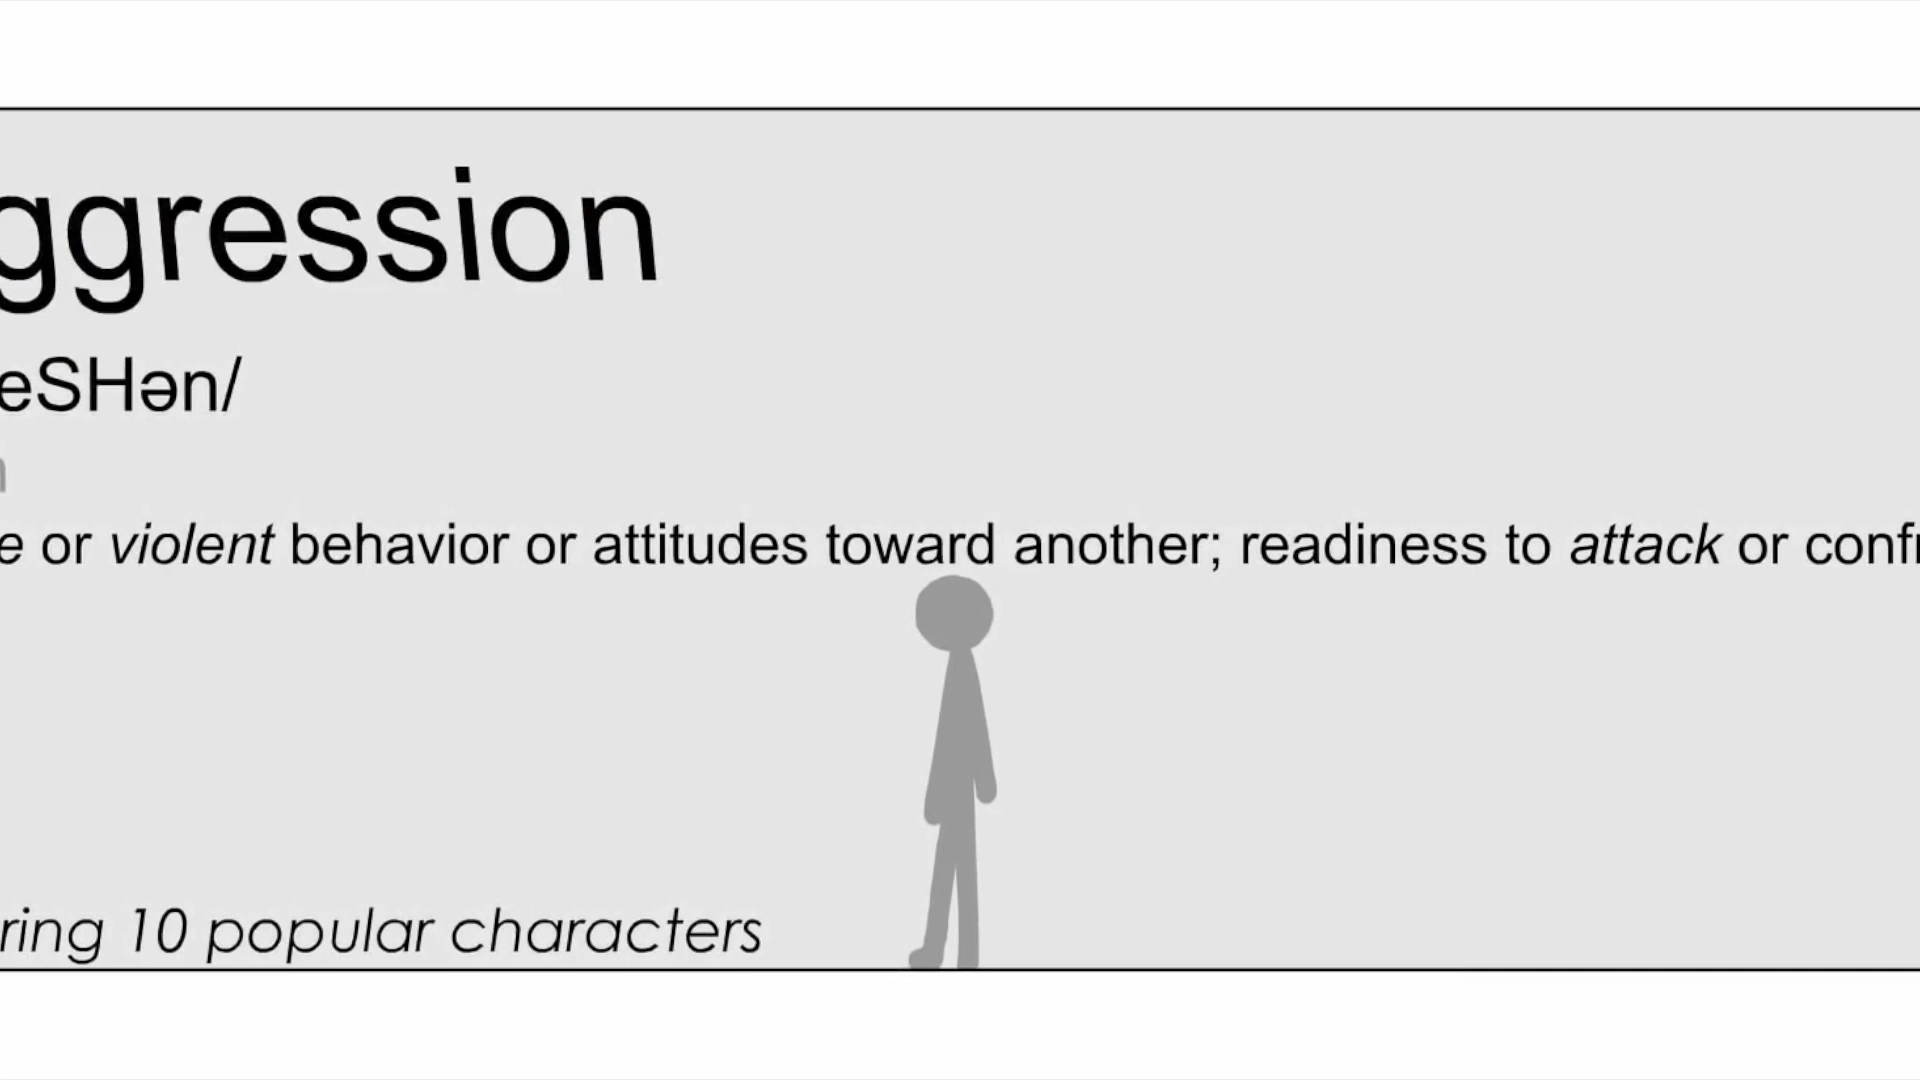 ggression
eSHən/
n
e or violent behavior or attitudes toward another; readiness to attack or conf
ring 10 popular characters